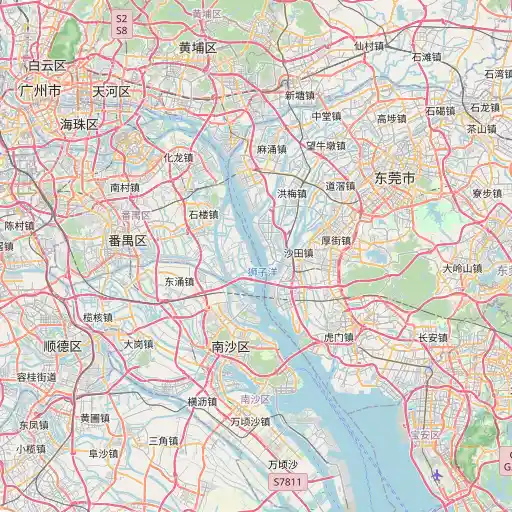 S2
S8
黄埔区
黄埔区
仙村镇
石滩镇
白云区
石湾镇
广州市
天河区
新塘镇
中堂镇
石碣镇
石龙镇
海珠区
高埗镇
茶山镇
化龙镇
麻涌镇
望牛墩镇
东莞市
南村镇
洪梅镇
道滘镇
寮步镇
陈村镇
番禺区
石楼镇
番禺区
沙田镇
厚街镇
狮子洋
大岭山镇
东涌镇
榄核镇
虎门镇
长安镇
顺德区
大岗镇
南沙区
容桂街道
横沥镇
南沙区
黄圃镇
东凤镇
万顷沙镇
宝安区
小榄镇
三角镇
阜沙镇
万顷沙
S7811